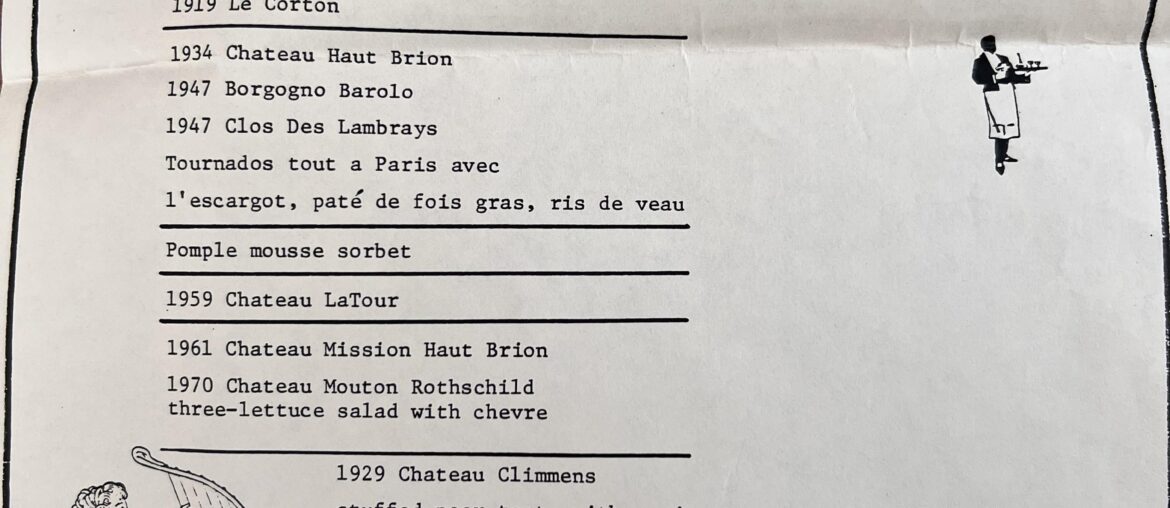 1919 Le Corton
1934 Chateau Haut Brion
1947 Borgogno Barolo
1947 Clos Des Lambrays
Tournados tout a Paris avec
l'escargot, paté de fois gras, ris de veau
Pomple mousse sorbet
1959 Chateau LaTour
1961 Chateau Mission Haut Brion
1970 Chateau Mouton Rothschild
three-lettuce salad with chevre
1929 Chateau Climmens